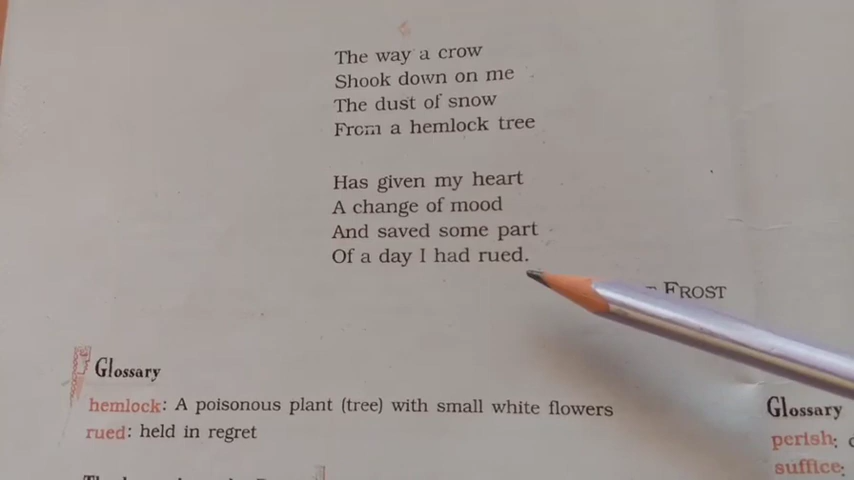 The way a crow
Shook down on me
The dust of snow
From a hemlock tree
Has given my heart
A change of mood
And saved some part
Of a day I had rued.
FROST
Glossary
hemlock: A poisonous plant (tree) with small white flowers
rued: held in regret
Glossary
perish:
suffice: